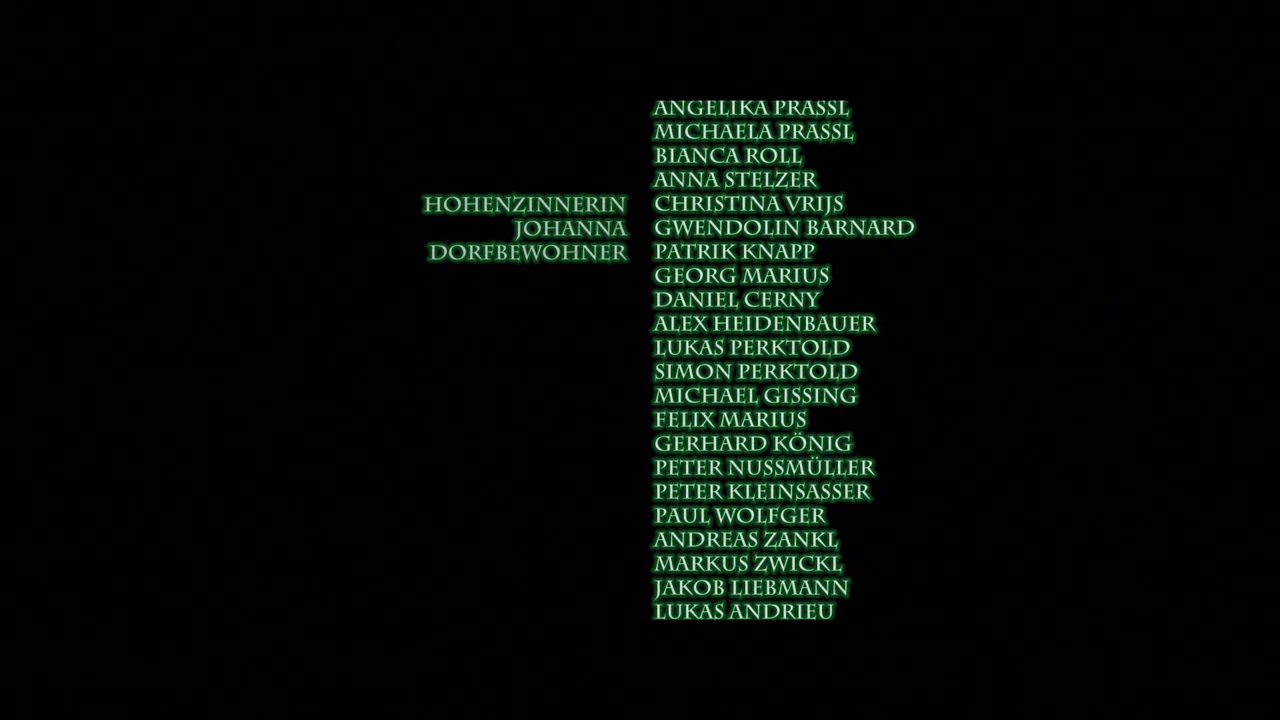 ANGELIKA PRASSL
MICHAELA PRASSL
BIANCA ROLL
ANNA STELZER
HOHENZINNERIN CHRISTINA VRIJS
JOHANNA GWENDOLIN BARNARD
DORFBEWOHNER PATRIK KNAPP
GEORG MARIUS
DANIEL CERNY
ALEX HEIDENBAUER
LUKAS PERKTOLD
SIMON PERKTOLD
MICHAEL GISSING
FELIX MARIUS
GERHARD KÖNIG
PETER NUSSMÜLLER
PETER KLEINSASSER
PAUL WOLFGER
ANDREAS ZANKL
MARKUS ZWICKL
JAKOB LIEBMANN
LUKAS ANDRIEU